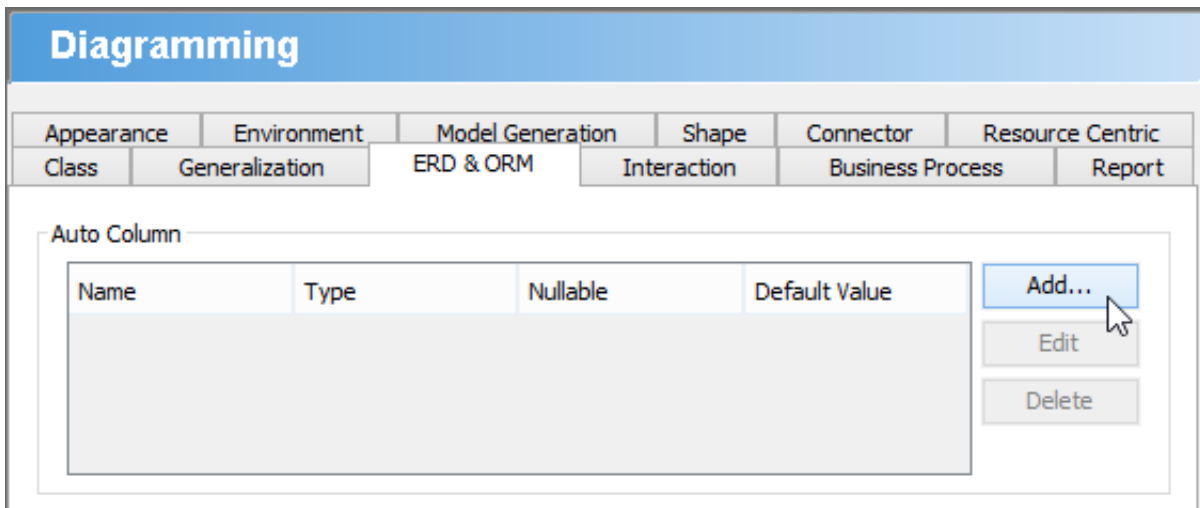 Diagramming
Appearance Environment Model Generation Shape Connector Resource Centric
Class Generalization ERD & ORM Interaction Business Process Report
Auto Column
Name Type Nullable Default Value
Add...
Edit
Delete